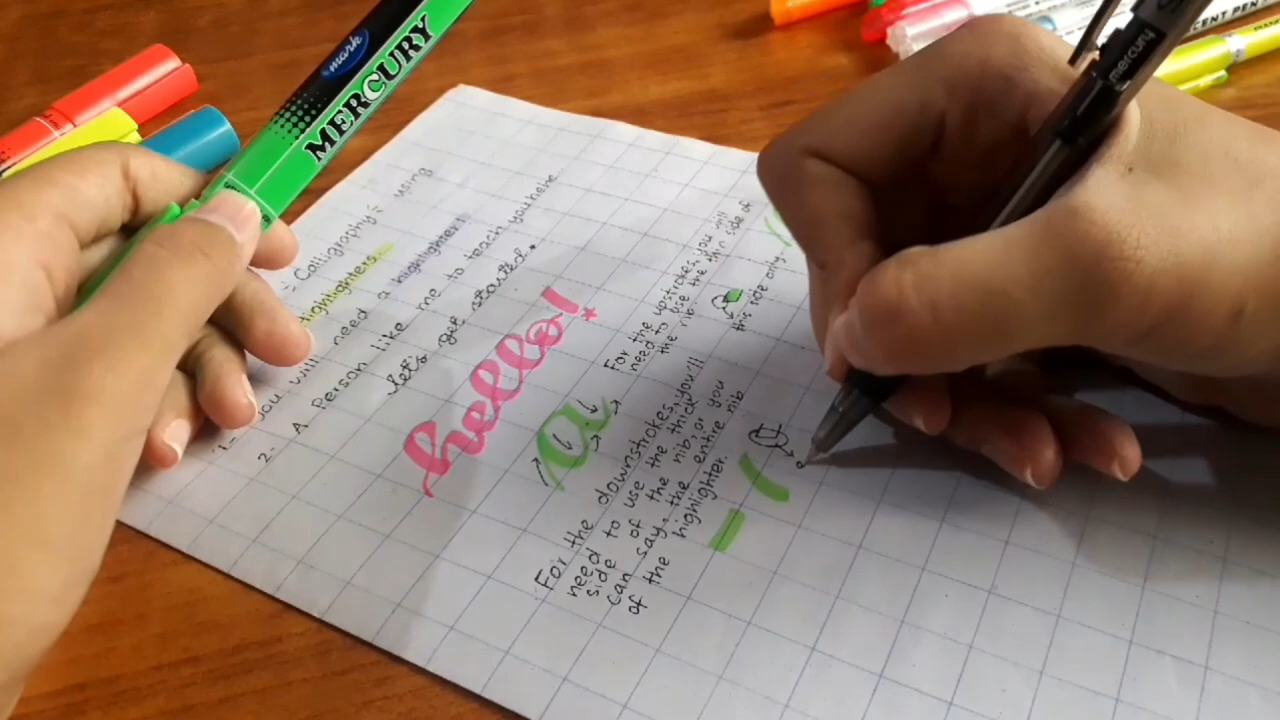 ÷ Calligraphy ÷ using
highlighters.
1- you will need a highlighter!
2- A Person like me to teach you hehe
let's get started.
hello!
a
For the upstrokes, you will
need to use the thin side of
the nib.
this side only.
For the downstrokes, you'll
need to use the thick
side of the nib, or you
can say, the entire nib
of the highlighter.
mark
MERCURY
mercury
CENT PEN